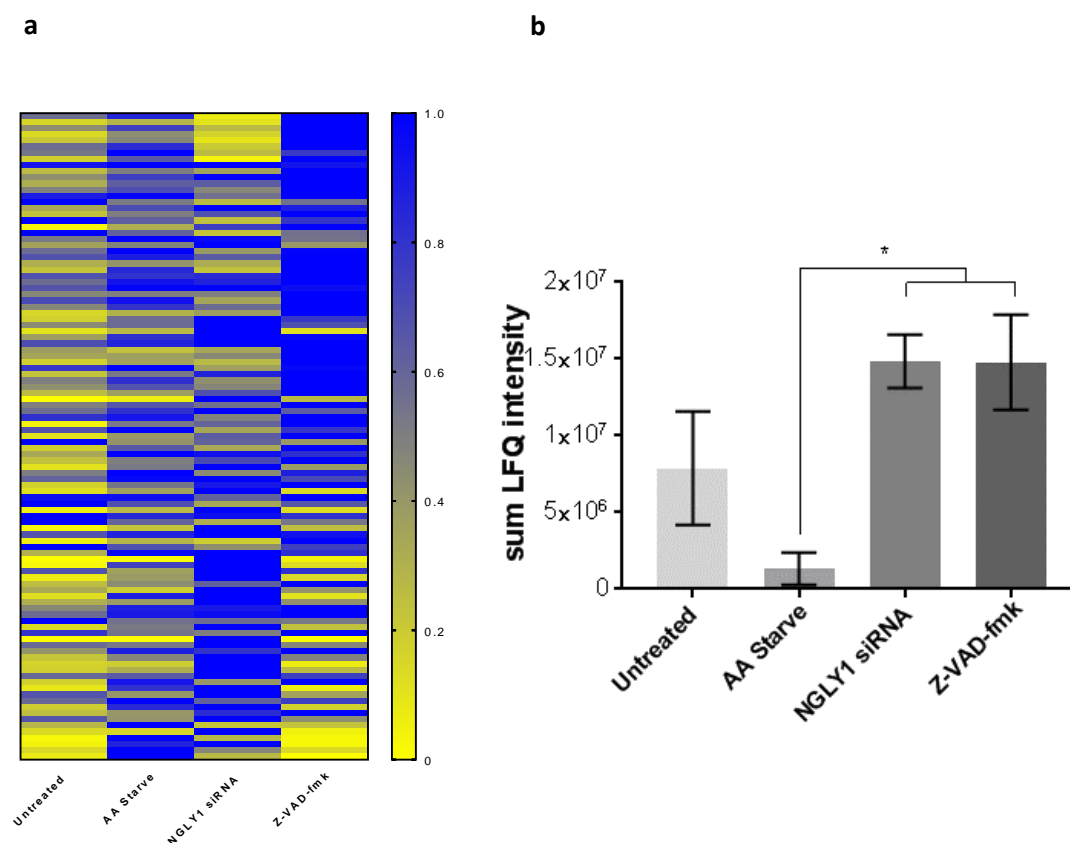 a
b
1.0
0.8
0.6
0.4
0.2
0
Untreated
AA Starve
NGLY1 siRNA
Z-VAD-fmk
*
sum LFQ intensity
2x10⁷
1.5x10⁷
1x10⁷
5x10⁶
0
Untreated
AA Starve
NGLY1 siRNA
Z-VAD-fmk